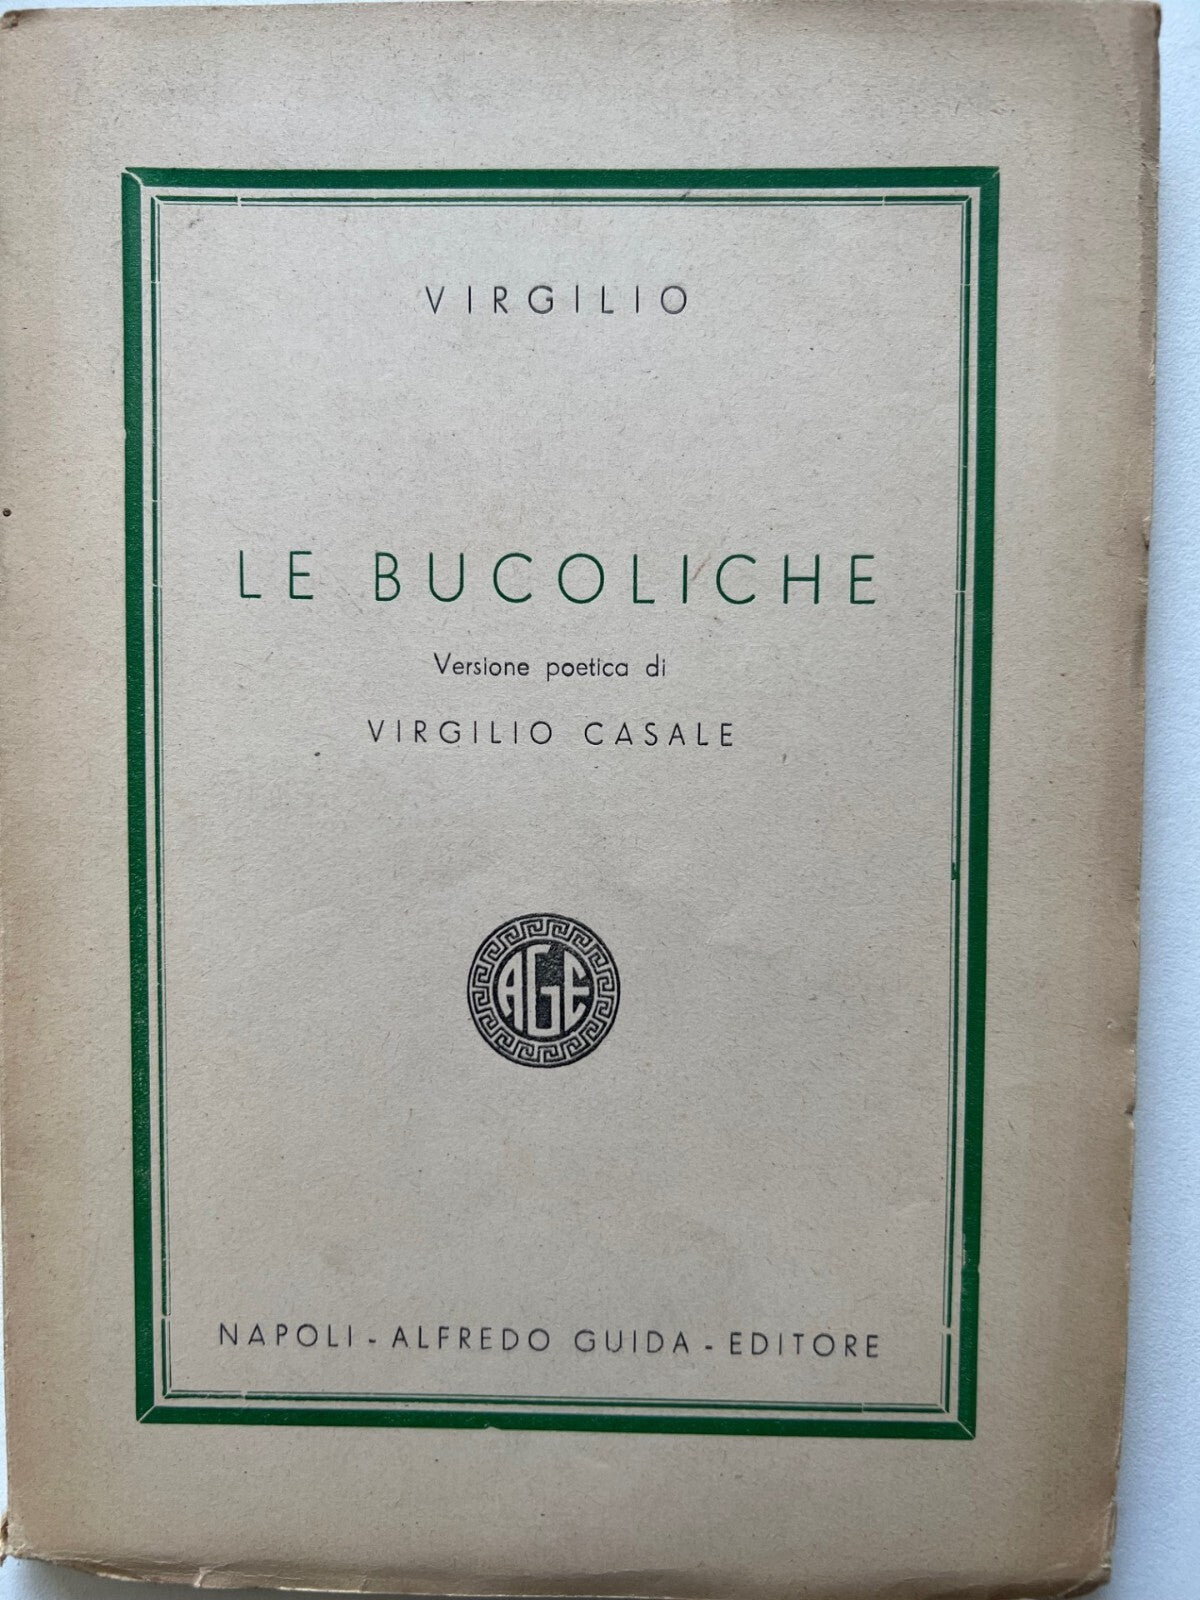 VIRGILIO
LE BUCOLICHE
Versione poetica di
VIRGILIO CASALE
AGE
NAPOLI - ALFREDO GUIDA - EDITORE